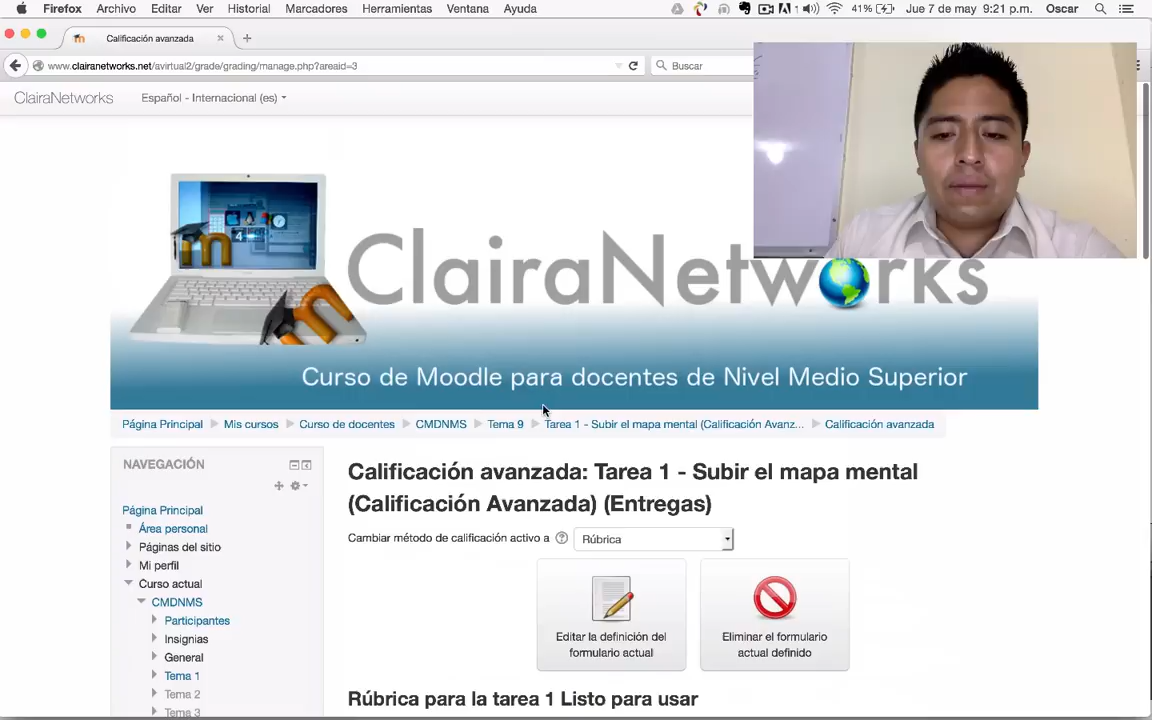 Firefox Archivo Editar Ver Historial Marcadores Herramientas Ventana Ayuda 1 41% Jue 7 de may 9:21 p.m. Oscar
Calificación avanzada
www.clairanetworks.net/avirtual2/grade/grading/manage.php?areaid=3 Buscar
ClairaNetworks Español - Internacional (es)
ClairaNetworks
Curso de Moodle para docentes de Nivel Medio Superior
Página Principal Mis cursos Curso de docentes CMDNMS Tema 9 Tarea 1 - Subir el mapa mental (Calificación Avanz... Calificación avanzada
NAVEGACIÓN
Página Principal
Área personal
Páginas del sitio
Mi perfil
Curso actual
CMDNMS
Participantes
Insignias
General
Tema 1
Tema 2
Tema 3
Calificación avanzada: Tarea 1 - Subir el mapa mental
(Calificación Avanzada) (Entregas)
Cambiar método de calificación activo a Rúbrica
Editar la definición del
formulario actual
Eliminar el formulario
actual definido
Rúbrica para la tarea 1 Listo para usar